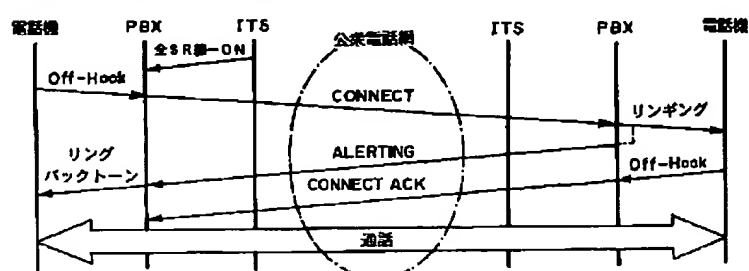 電話機 PBX ITS 公衆電話網 ITS PBX 電話機
全SR線-ON
Off-Hook
CONNECT
リンギング
リング
バックトーン
ALERTING
Off-Hook
CONNECT ACK
通話